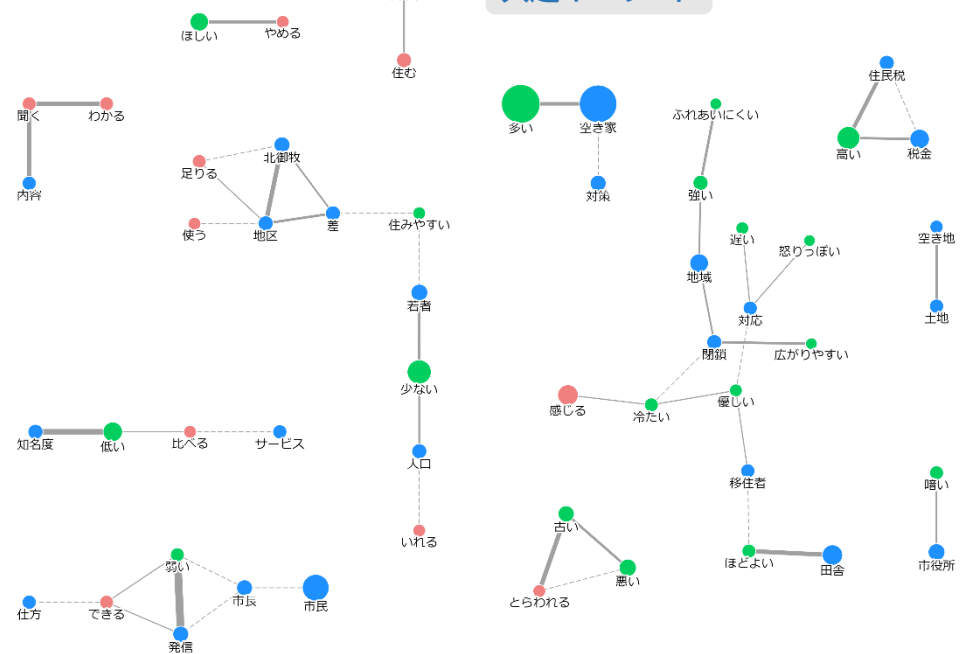 ほしい
やめる
住む
聞く
わかる
内容
北御牧
足りる
使う
地区
差
住みやすい
若者
少ない
人口
いれる
知名度
低い
比べる
サービス
弱い
仕方
できる
市長
市民
発信
多い
空き家
対策
ふれあいにくい
強い
地域
遅い
怒りっぽい
対応
閉鎖
広がりやすい
感じる
冷たい
優しい
移住者
ほどよい
田舎
古い
悪い
とらわれる
住民税
高い
税金
空き地
土地
暗い
市役所